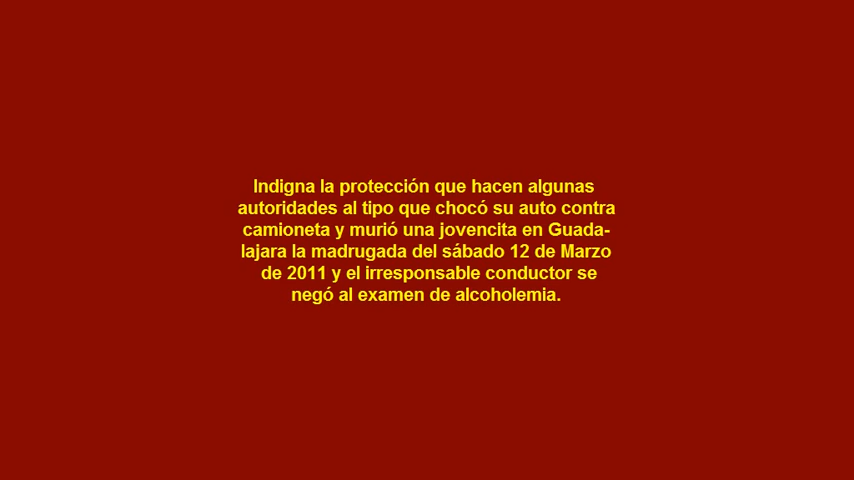 Indigna la protección que hacen algunas
autoridades al tipo que chocó su auto contra
camioneta y murió una jovencita en Guada-
lajara la madrugada del sábado 12 de Marzo
de 2011 y el irresponsable conductor se
negó al examen de alcoholemia.